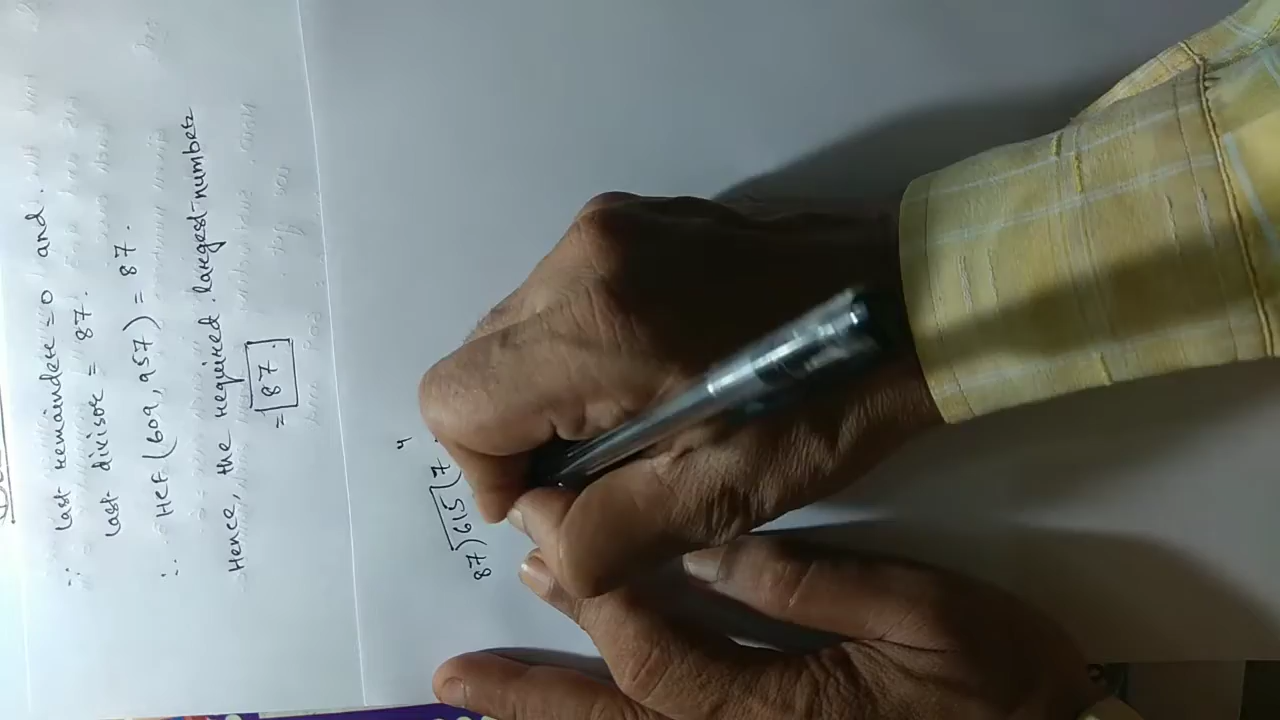 ∵ Last remainder = 0 and.
Last divisor = 87.
∴ HCF (609, 957) = 87.
Hence, the required largest number
= 87.
4
87)615(7